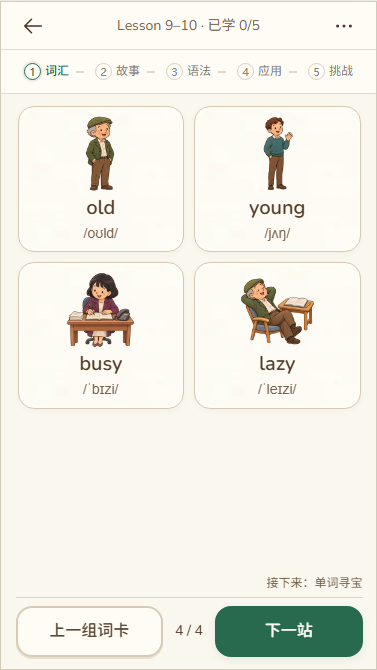 Lesson 9–10 · 已学 0/5
1 词汇 – 2 故事 – 3 语法 – 4 应用 – 5 挑战
old
/oʊld/
young
/jʌŋ/
busy
/ˈbɪzi/
lazy
/ˈleɪzi/
接下来：单词寻宝
上一组词卡 4 / 4 下一站